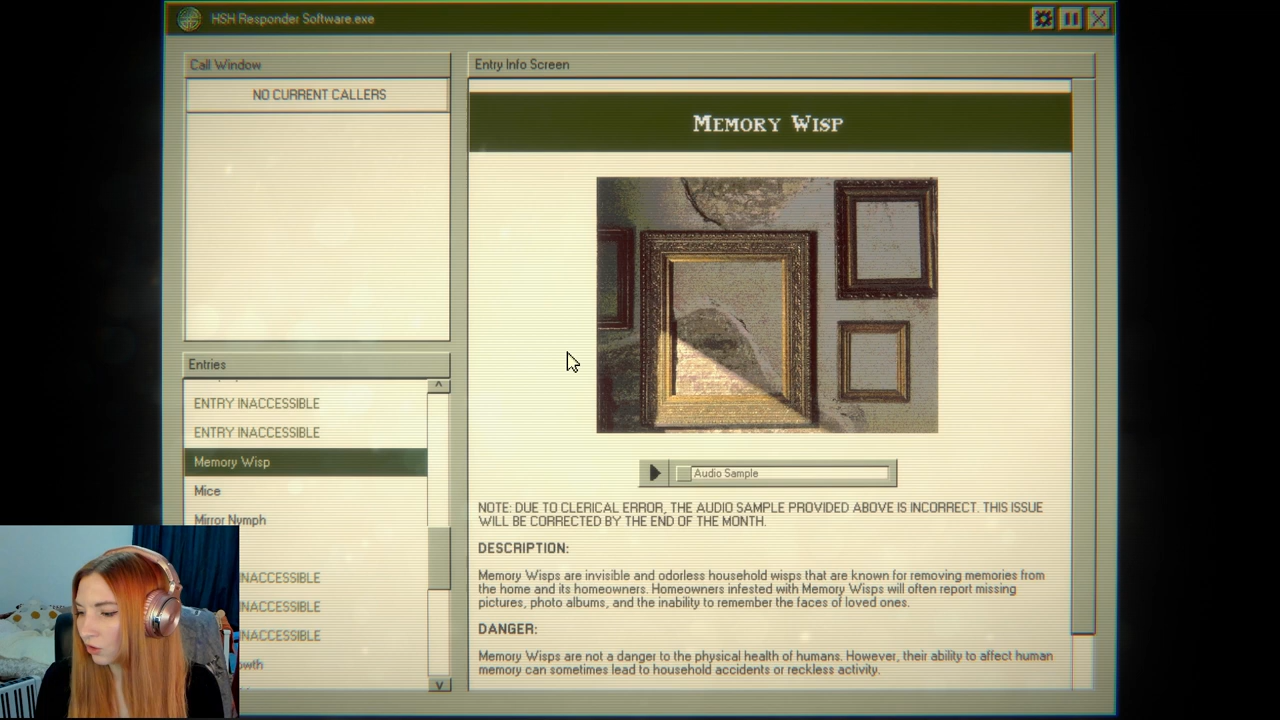 HSH Responder Software.exe
Call Window
NO CURRENT CALLERS
Entries
ENTRY INACCESSIBLE
ENTRY INACCESSIBLE
Memory Wisp
Mice
Mirror Nymph
INACCESSIBLE
INACCESSIBLE
INACCESSIBLE
Entry Info Screen
Memory Wisp
Audio Sample
NOTE: DUE TO CLERICAL ERROR, THE AUDIO SAMPLE PROVIDED ABOVE IS INCORRECT. THIS ISSUE
WILL BE CORRECTED BY THE END OF THE MONTH.
DESCRIPTION:
Memory Wisps are invisible and odorless household wisps that are known for removing memories from
the home and its homeowners. Homeowners infested with Memory Wisps will often report missing
pictures, photo albums, and the inability to remember the faces of loved ones.
DANGER:
Memory Wisps are not a danger to the physical health of humans. However, their ability to affect human
memory can sometimes lead to household accidents or reckless activity.